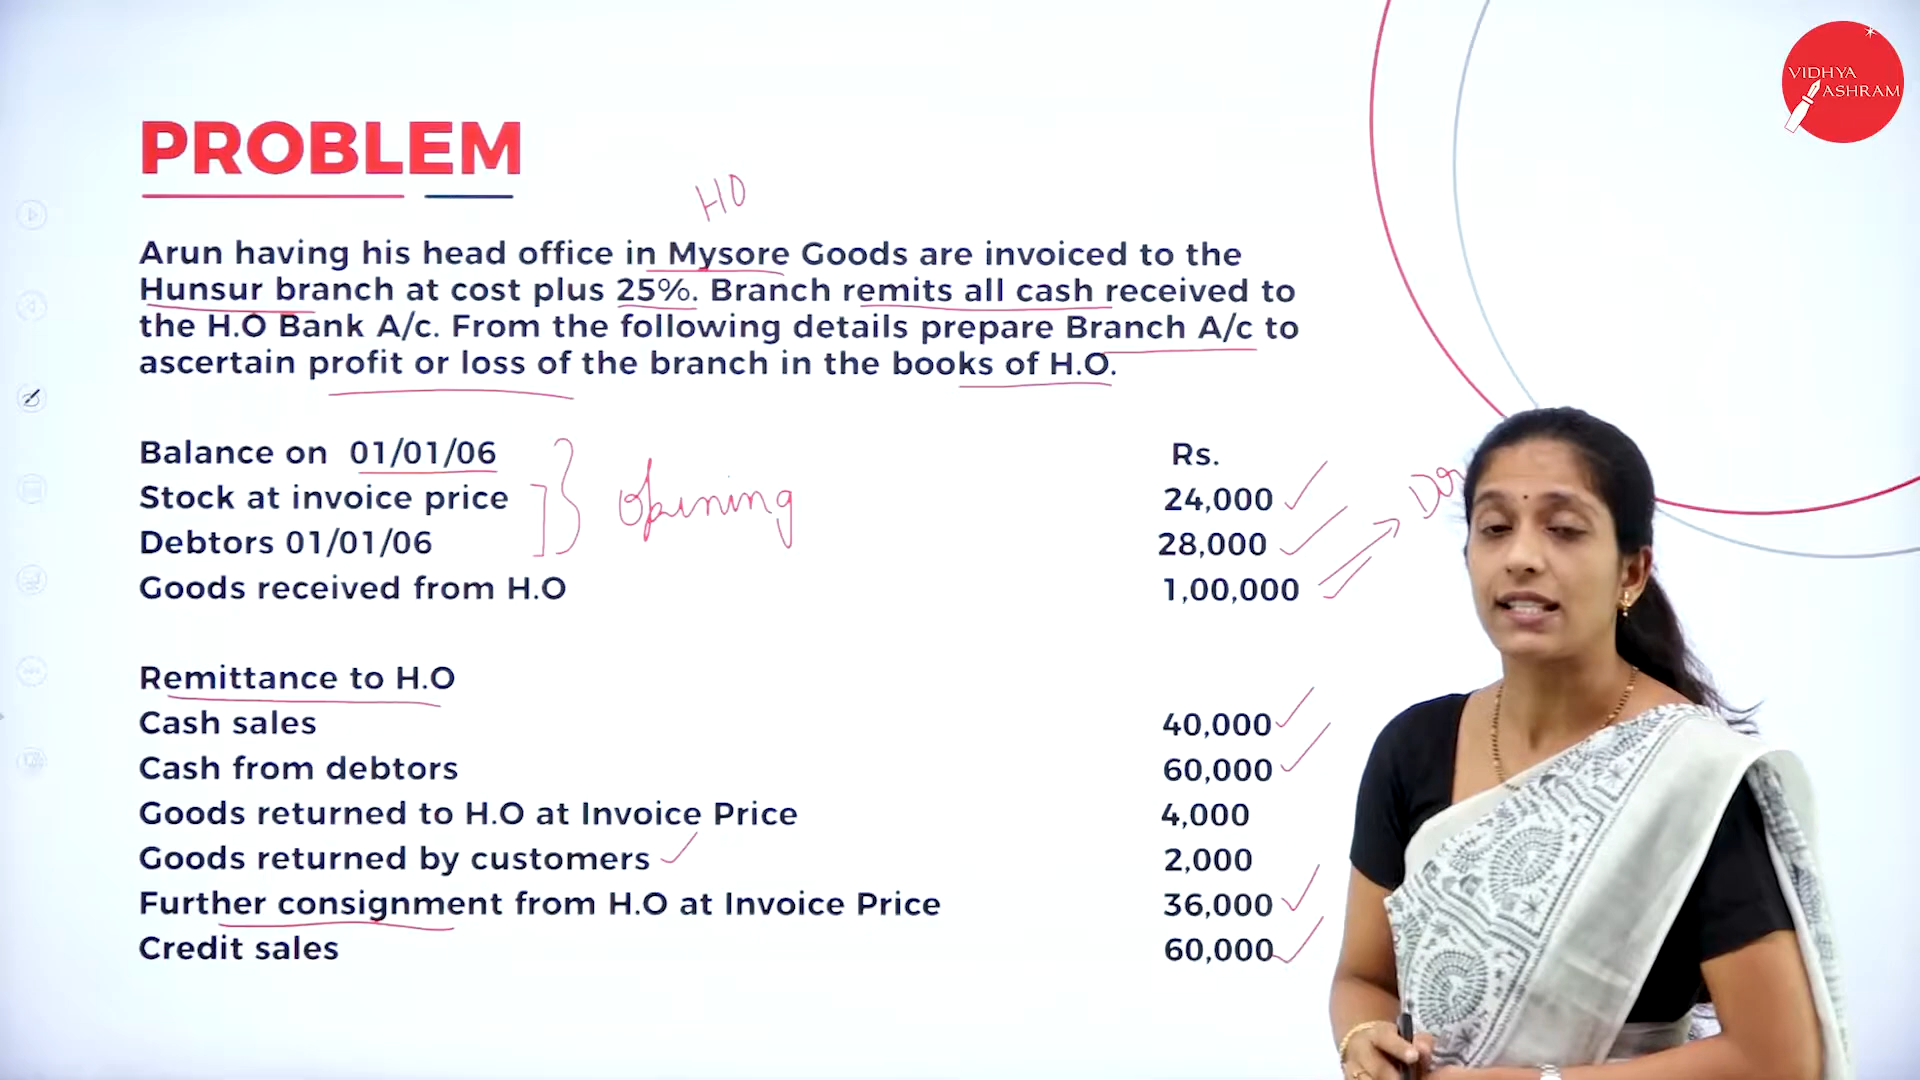 VIDHYA
ASHRAM
PROBLEM
HO
Arun having his head office in Mysore Goods are invoiced to the
Hunsur branch at cost plus 25%. Branch remits all cash received to
the H.O Bank A/c. From the following details prepare Branch A/c to
ascertain profit or loss of the branch in the books of H.O.
Balance on 01/01/06 Rs.
Stock at invoice price 24,000
Opening
Debtors 01/01/06 28,000
Goods received from H.O 1,00,000
Remittance to H.O
Cash sales 40,000
Cash from debtors 60,000
Goods returned to H.O at Invoice Price 4,000
Goods returned by customers 2,000
Further consignment from H.O at Invoice Price 36,000
Credit sales 60,000